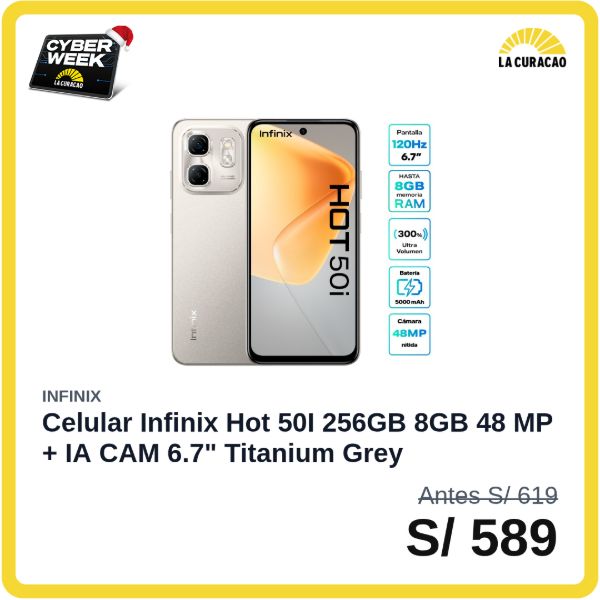 CYBER
WEEK
LA CURACAO
LA CURACAO
Infinix
HOT 50i
Infinix
Pantalla
120Hz
6.7”
HASTA
8GB
memoria
RAM
300%
Ultra
Volumen
Batería
5000 mAh
Cámara
48MP
nítida
INFINIX
Celular Infinix Hot 50I 256GB 8GB 48 MP
+ IA CAM 6.7" Titanium Grey
Antes S/ 619
S/ 589